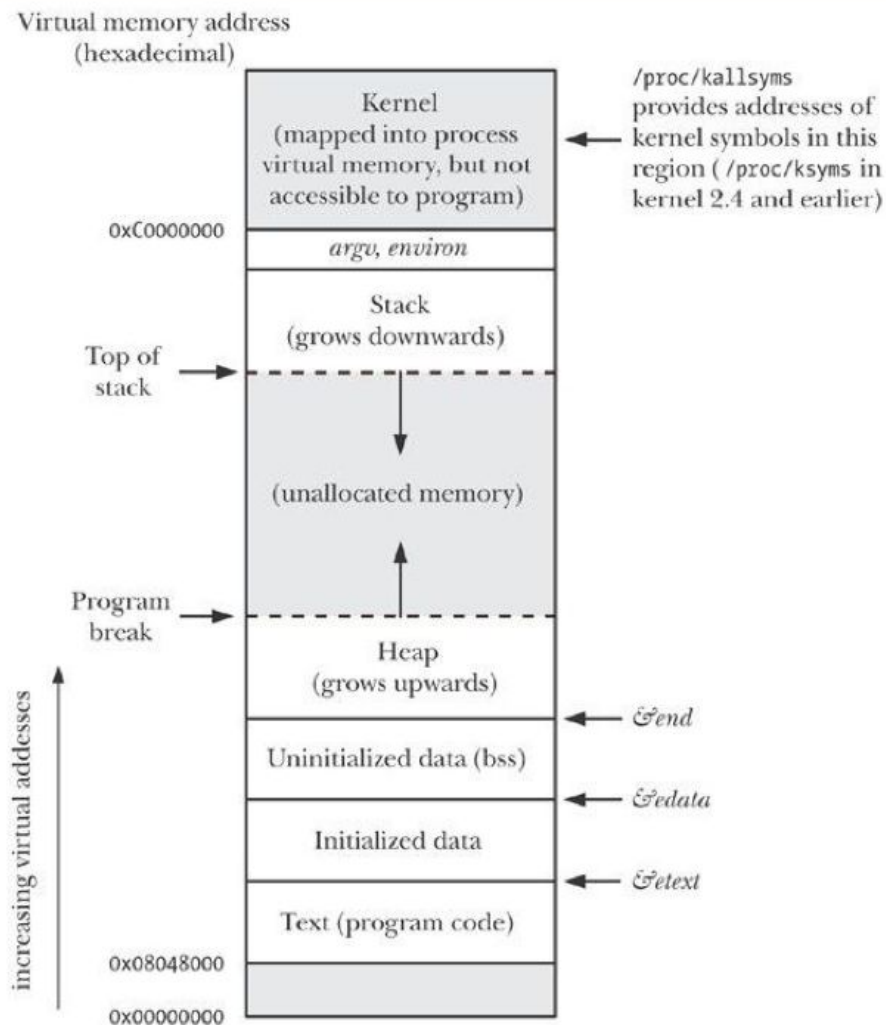 Virtual memory address
(hexadecimal)
Kernel
(mapped into process
virtual memory, but not
accessible to program)
/proc/kallsyms
provides addresses of
kernel symbols in this
region (/proc/ksyms in
kernel 2.4 and earlier)
0xC0000000
argv, environ
Stack
(grows downwards)
Top of
stack
(unallocated memory)
Program
break
Heap
(grows upwards)
&end
Uninitialized data (bss)
&edata
Initialized data
&etext
Text (program code)
0x08048000
0x00000000
increasing virtual addesses